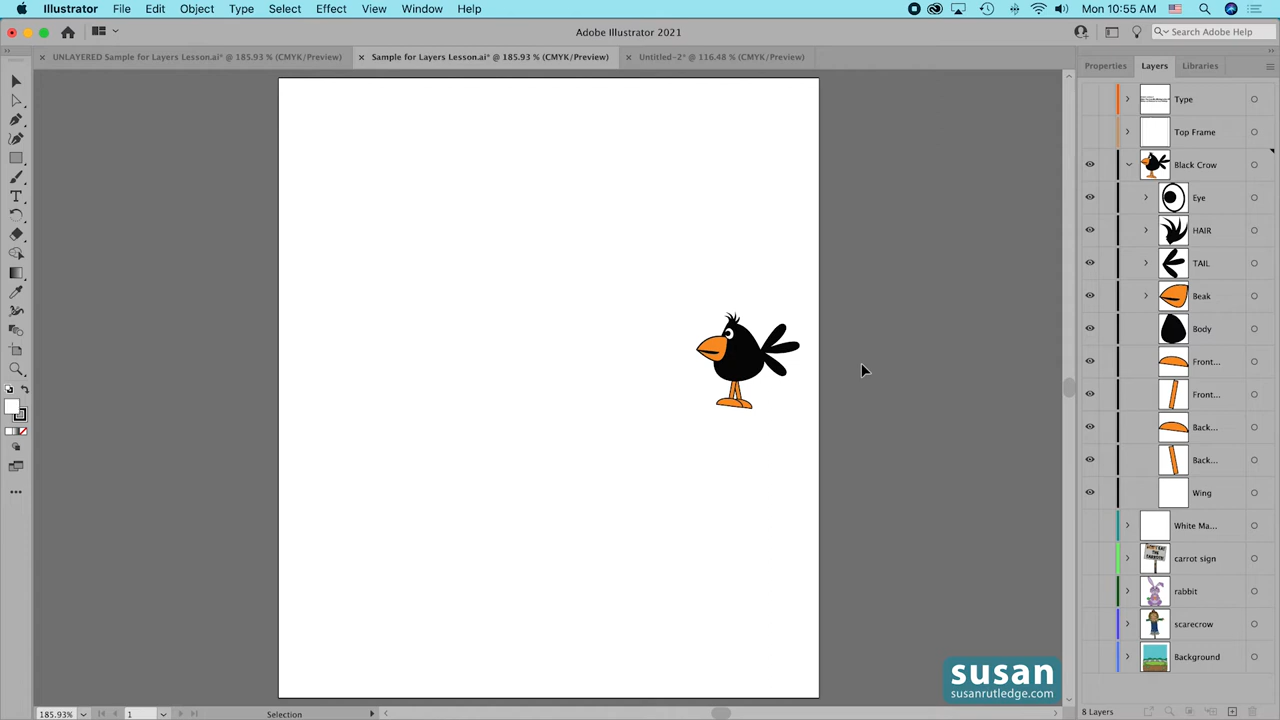 Illustrator File Edit Object Type Select Effect View Window Help Mon 10:55 AM
Adobe Illustrator 2021
Search Adobe Help
UNLAYERED Sample for Layers Lesson.ai* @ 185.93 % (CMYK/Preview)
Sample for Layers Lesson.ai* @ 185.93 % (CMYK/Preview)
Untitled-2* @ 116.48 % (CMYK/Preview)
Properties Layers Libraries
Type
Top Frame
Black Crow
Eye
HAIR
TAIL
Beak
Body
Front...
Front...
Back...
Back...
Wing
White Ma...
carrot sign
rabbit
scarecrow
Background
susan
susanrutledge.com
185.93% 1 Selection 8 Layers